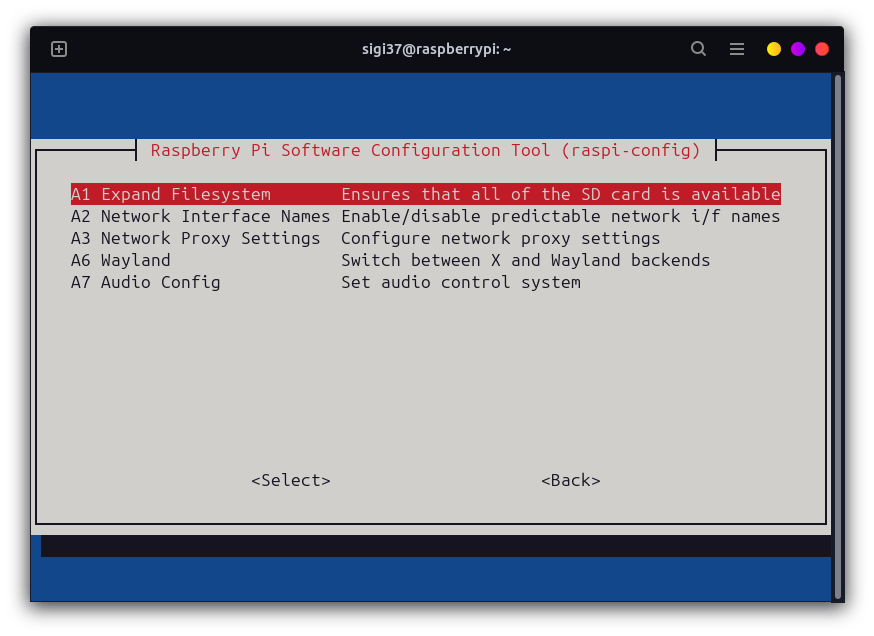 sigi37@raspberrypi: ~
Raspberry Pi Software Configuration Tool (raspi-config)
A1 Expand Filesystem Ensures that all of the SD card is available
A2 Network Interface Names Enable/disable predictable network i/f names
A3 Network Proxy Settings Configure network proxy settings
A6 Wayland Switch between X and Wayland backends
A7 Audio Config Set audio control system
<Select> <Back>